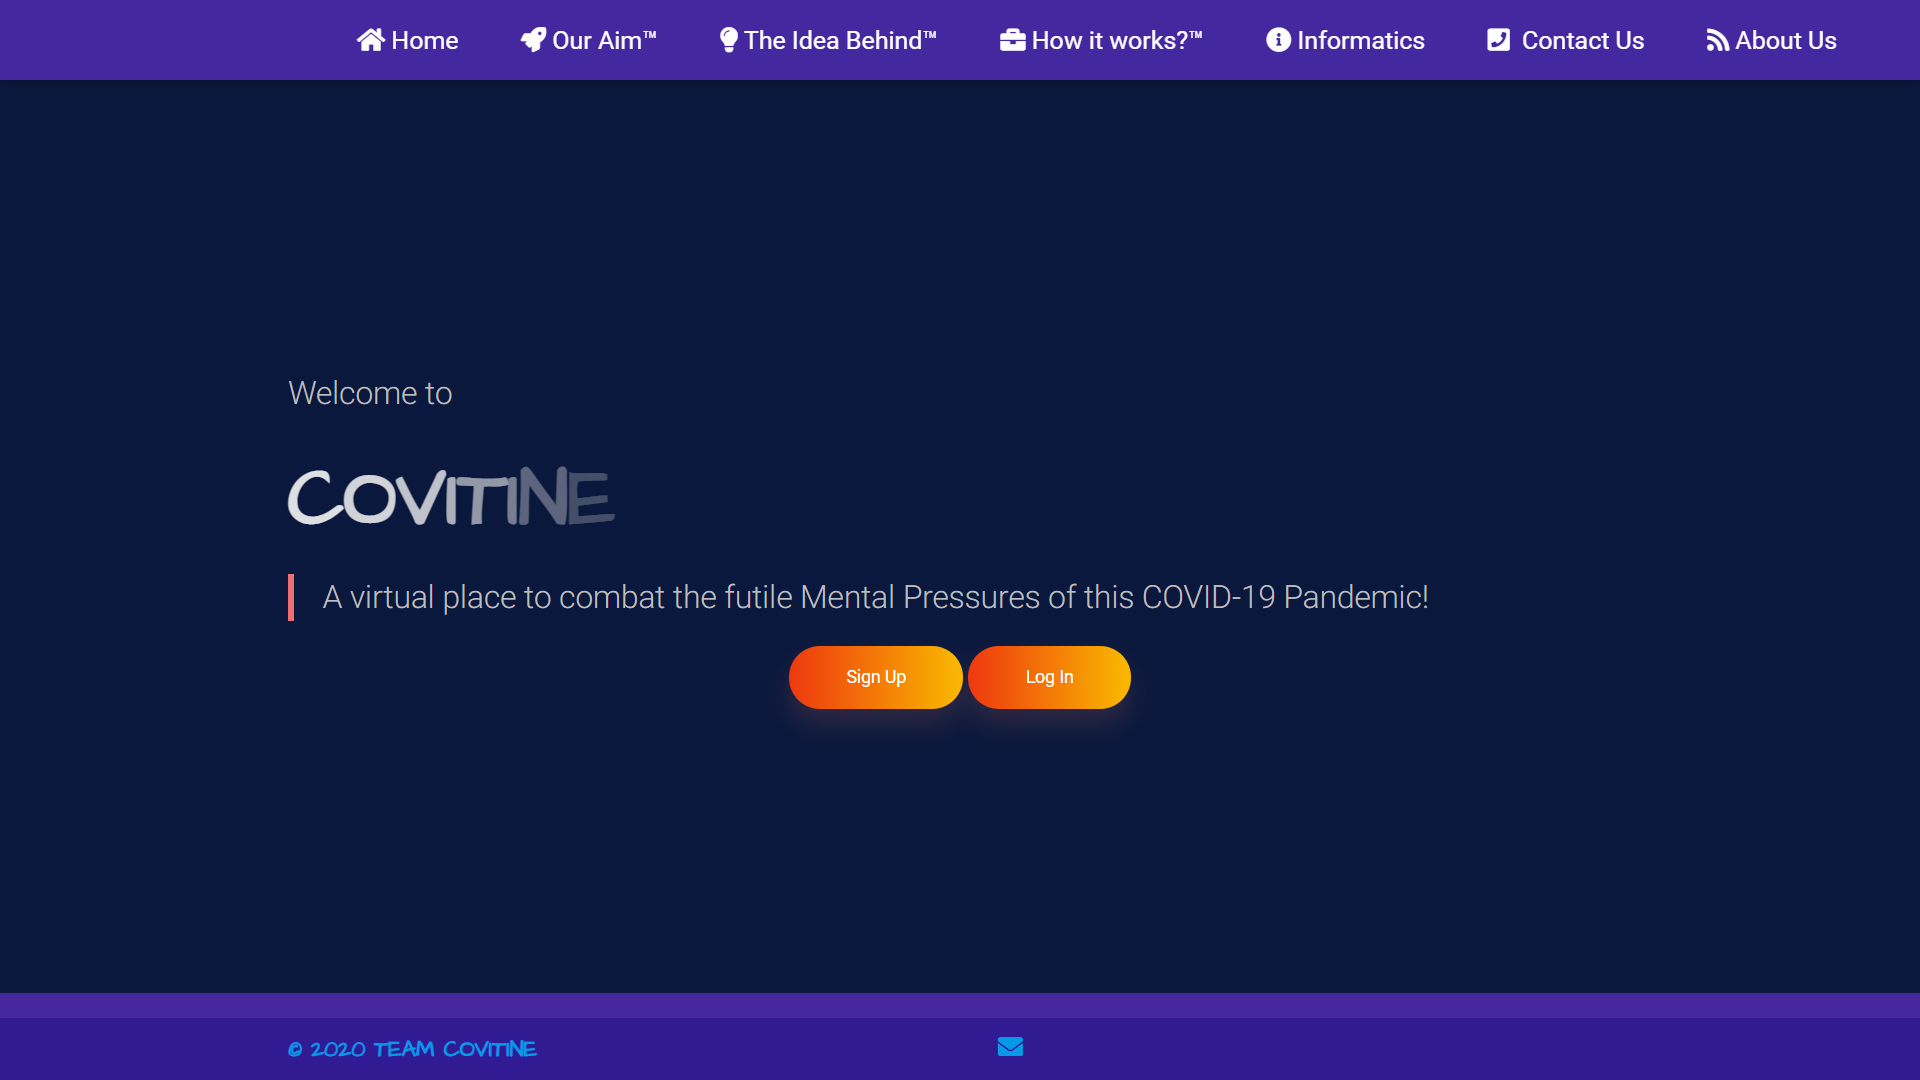 Home Our Aim™ The Idea Behind™ How it works?™ Informatics Contact Us About Us
Welcome to
COVITINE
A virtual place to combat the futile Mental Pressures of this COVID-19 Pandemic!
Sign Up Log In
© 2020 TEAM COVITINE